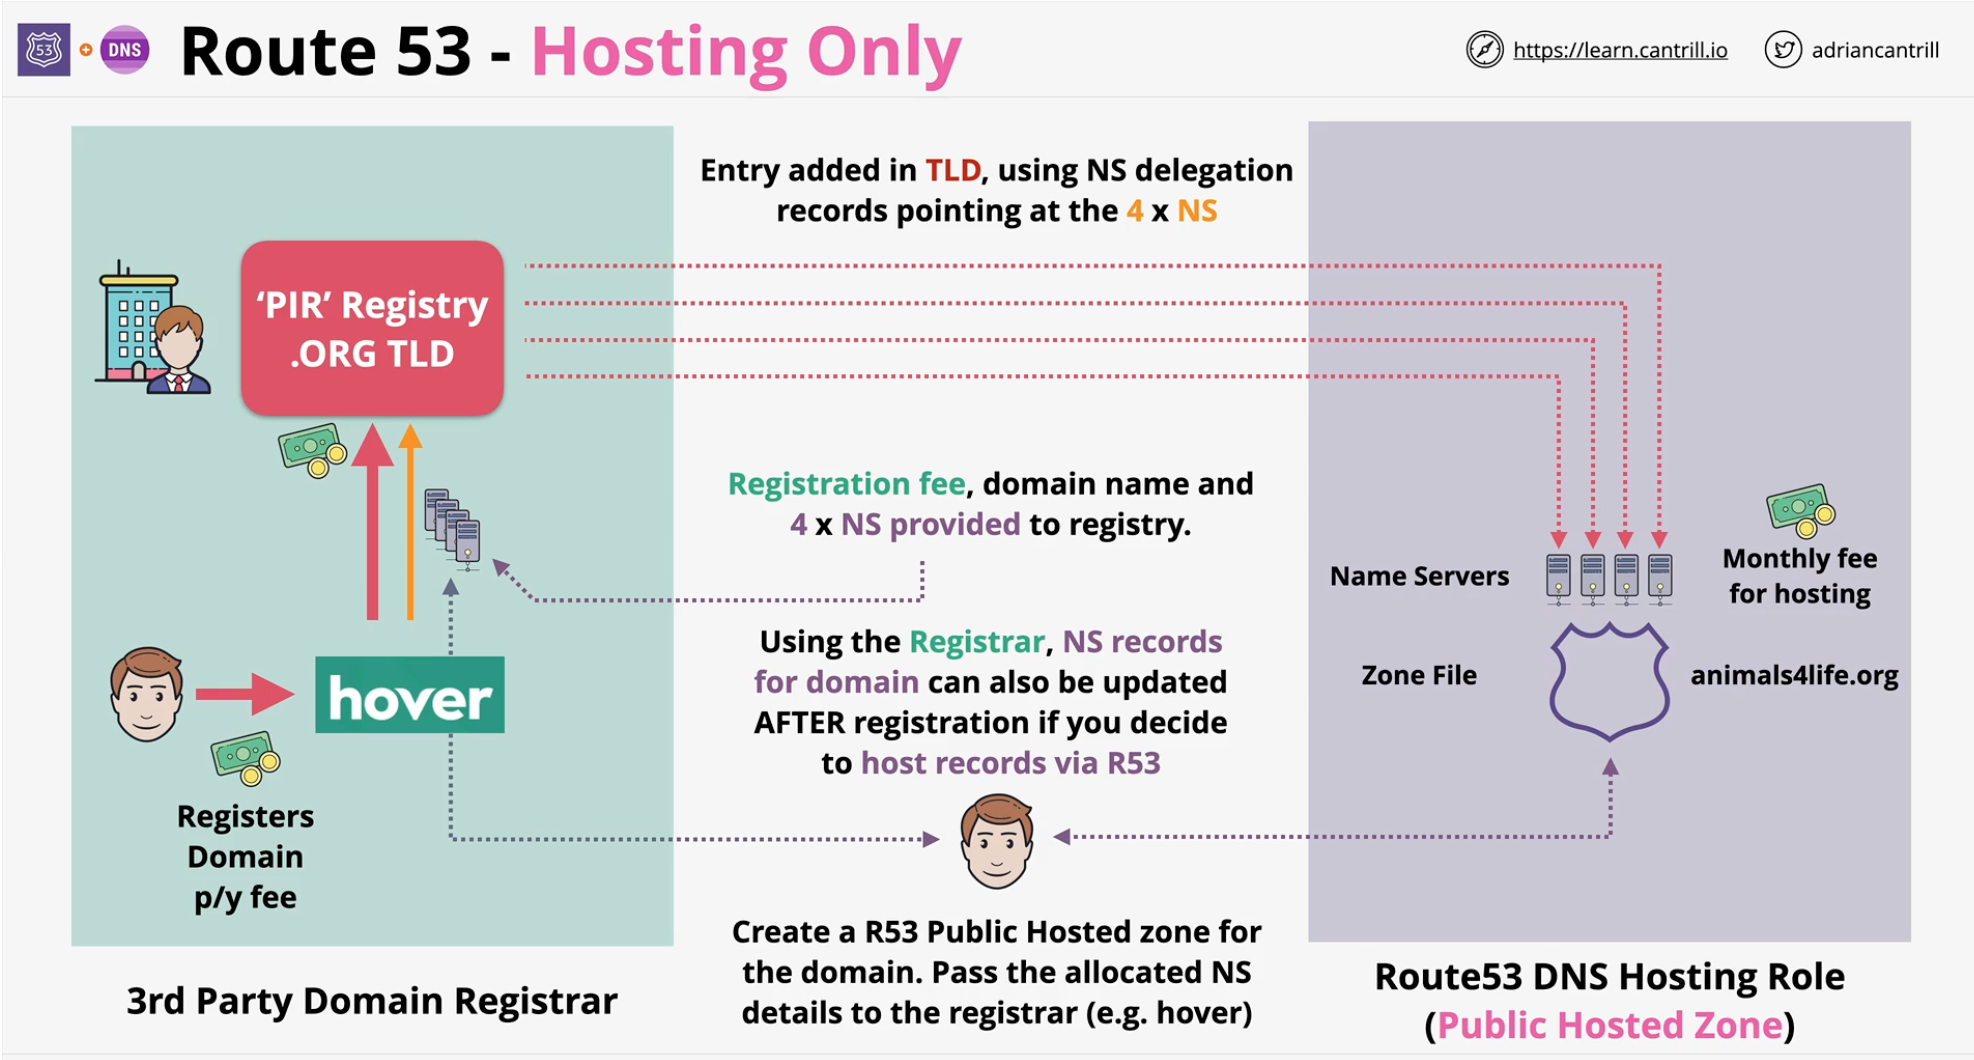 53
DNS
Route 53 - Hosting Only
https://learn.cantrill.io
adriancantrill
Entry added in TLD, using NS delegation
records pointing at the 4 x NS
‘PIR’ Registry
.ORG TLD
Registration fee, domain name and
4 x NS provided to registry.
Name Servers
Monthly fee
for hosting
Using the Registrar, NS records
for domain can also be updated
AFTER registration if you decide
to host records via R53
Zone File
animals4life.org
hover
Registers
Domain
p/y fee
Create a R53 Public Hosted zone for
the domain. Pass the allocated NS
details to the registrar (e.g. hover)
3rd Party Domain Registrar
Route53 DNS Hosting Role
(Public Hosted Zone)